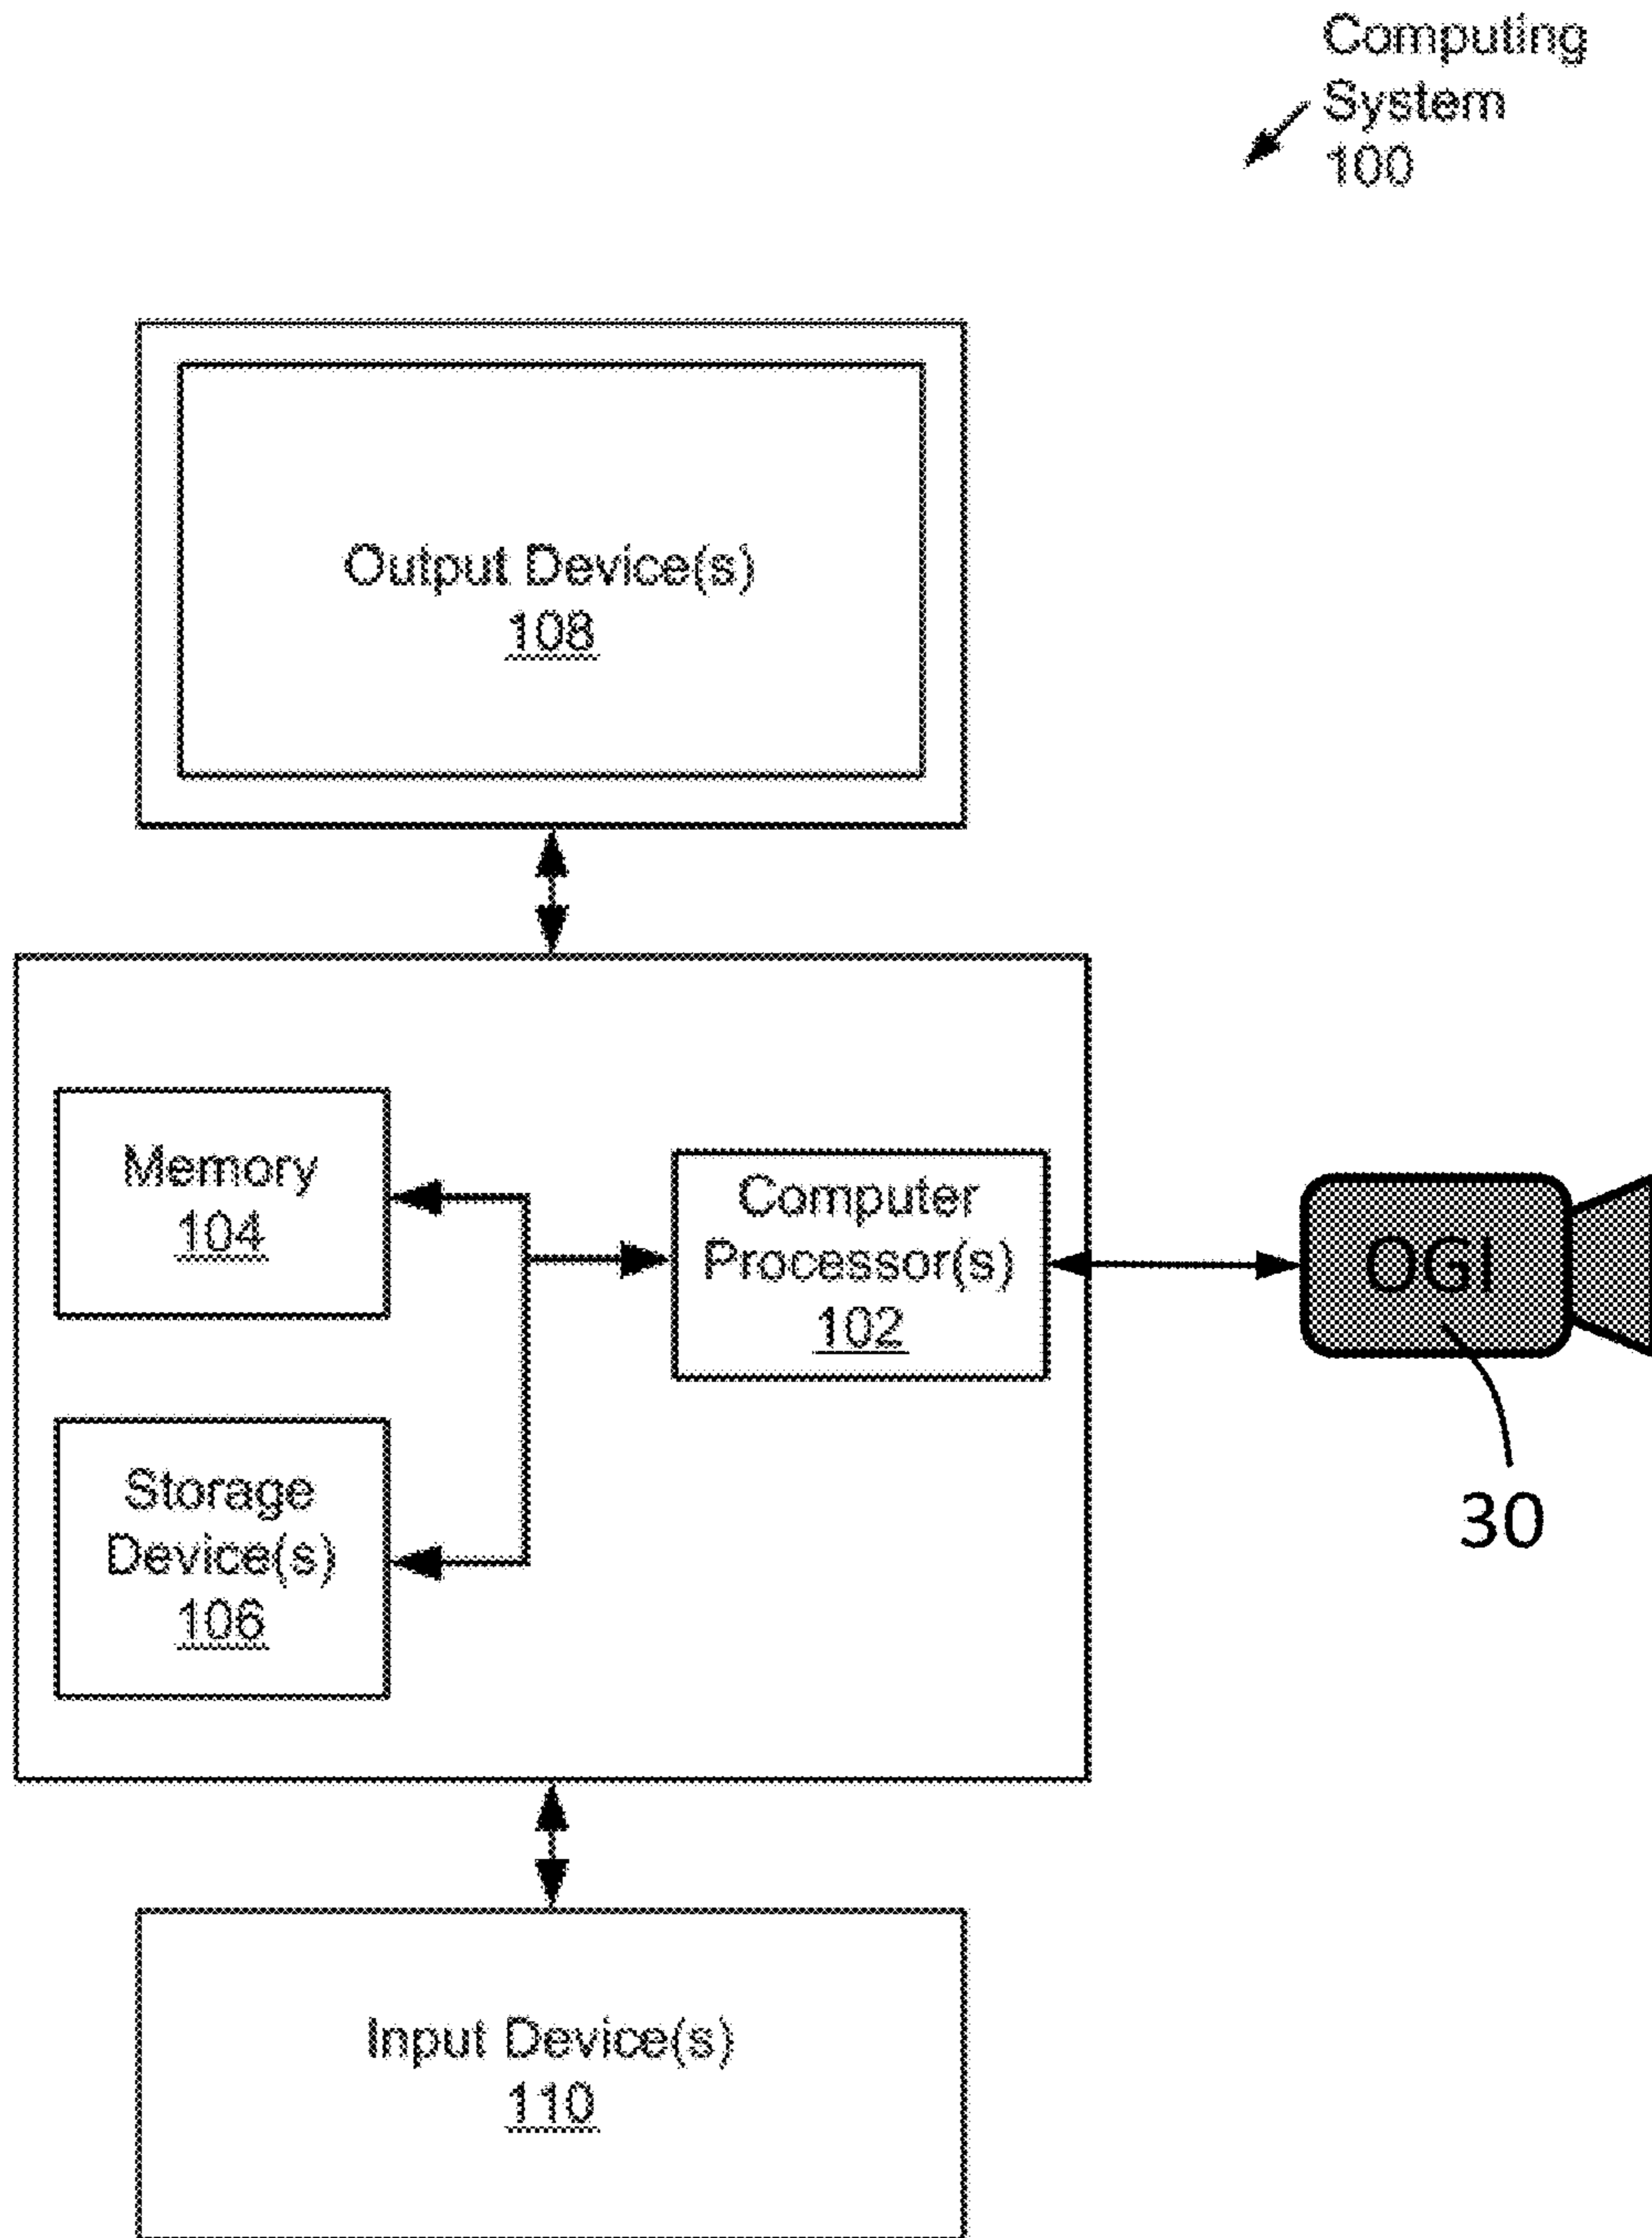 Computing
System
100
Output Device(s)
108
Memory
104
Computer
Processor(s)
102
OGI
30
Storage
Device(s)
106
Input Device(s)
110